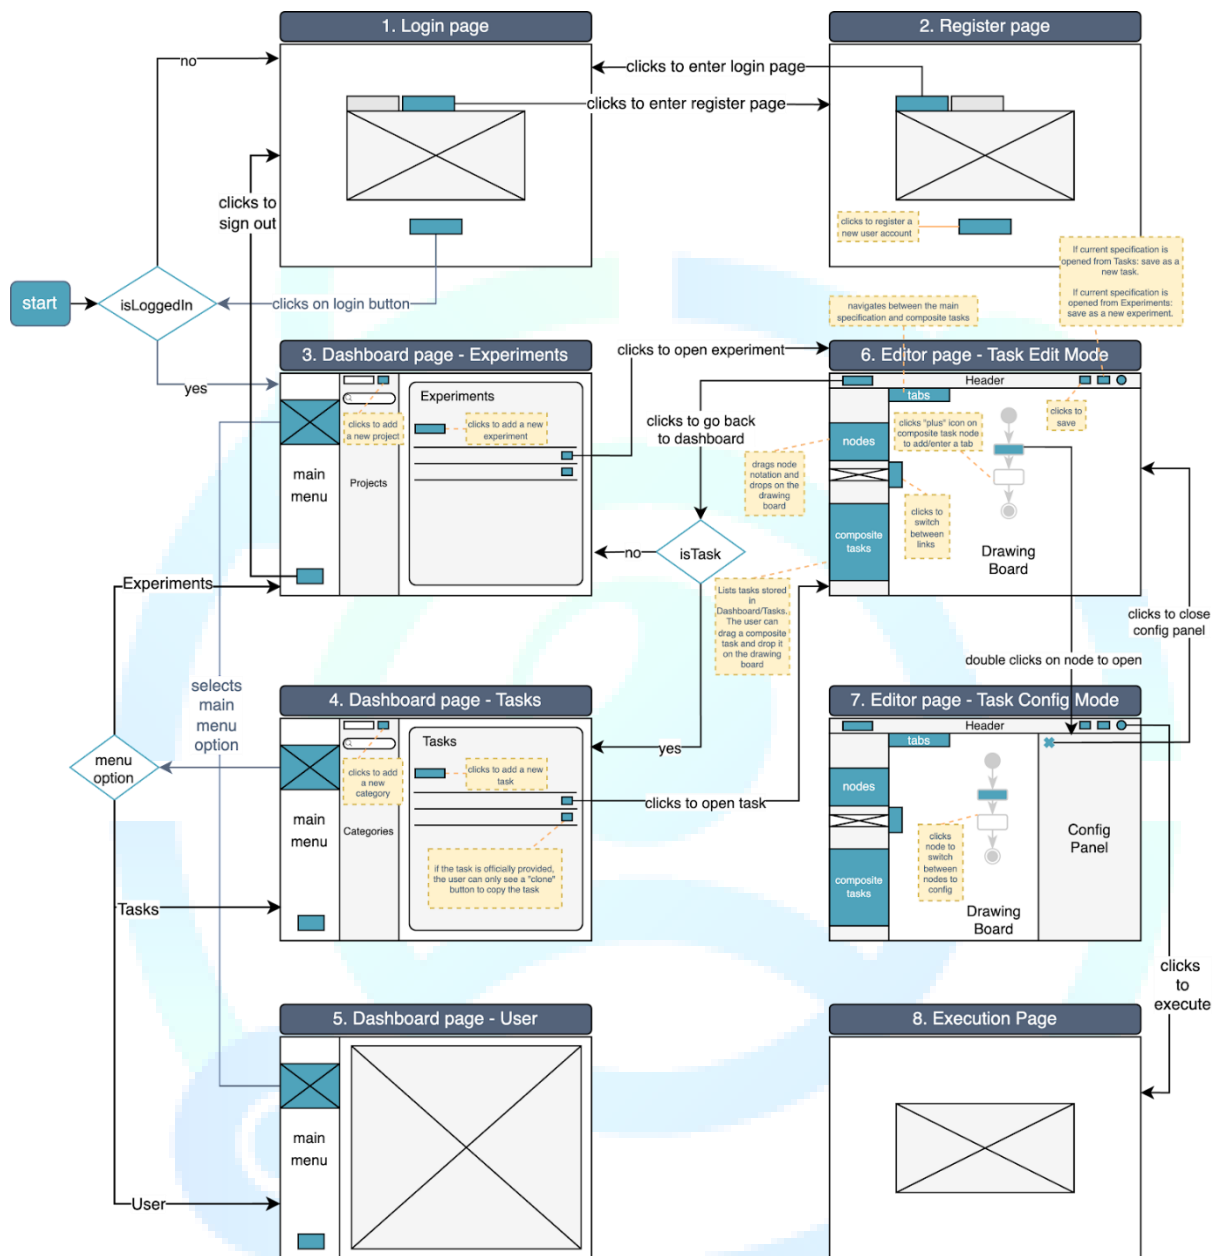 1. Login page
2. Register page
no
clicks to enter login page
clicks to enter register page
clicks to
sign out
clicks to register a
new user account
If current specification is
opened from Tasks: save as a
new task.
If current specification is
opened from Experiments:
save as a new experiment.
start
isLoggedIn
clicks on login button
navigates between the main
specification and composite tasks
yes
3. Dashboard page - Experiments
clicks to open experiment
6. Editor page - Task Edit Mode
Header
tabs
Experiments
clicks to add
a new project
clicks to add a new
experiment
main
menu
Projects
clicks to go back
to dashboard
nodes
clicks "plus" icon on
composite task node
to add/enter a tab
clicks to
save
drags node
notation and
drops on the
drawing
board
clicks to
switch
between
links
composite
tasks
Drawing
Board
isTask
no
Experiments
Lists tasks stored
in
Dashboard/Tasks.
The user can
drag a composite
task and drop it
on the drawing
board
clicks to close
config panel
double clicks on node to open
selects
main
menu
option
4. Dashboard page - Tasks
7. Editor page - Task Config Mode
Header
tabs
Tasks
yes
menu
option
clicks to add
a new
category
clicks to add a new
task
clicks to open task
nodes
main
menu
Categories
if the task is officially provided,
the user can only see a "clone"
button to copy the task
clicks
node to
switch
between
nodes to
config
Config
Panel
composite
tasks
Drawing
Board
Tasks
clicks
to
execute
5. Dashboard page - User
8. Execution Page
main
menu
User